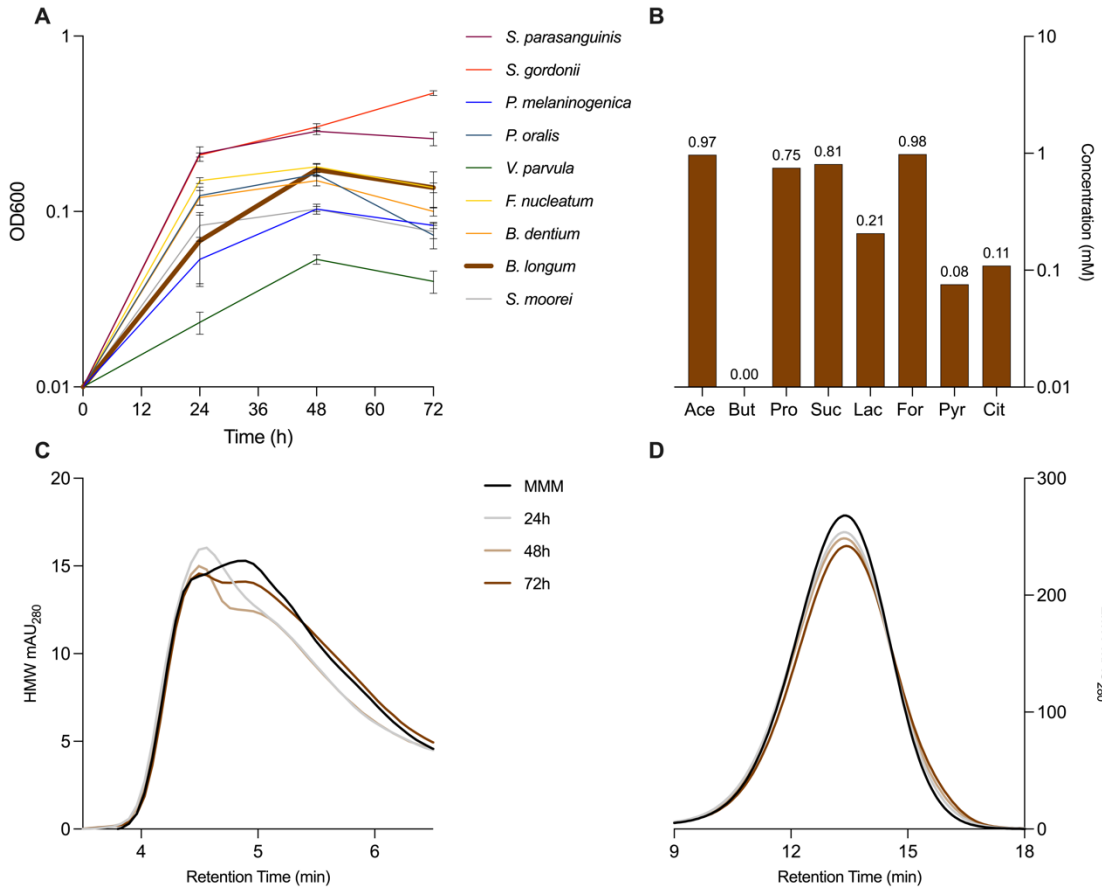 A
1
0.1
0.01
OD600
0
12
24
36
48
60
72
Time (h)
S. parasanguinis
S. gordonii
P. melaninogenica
P. oralis
V. parvula
F. nucleatum
B. dentium
B. longum
S. moorei
B
0.97
0.00
0.75
0.81
0.21
0.98
0.08
0.11
Ace
But
Pro
Suc
Lac
For
Pyr
Cit
10
1
0.1
0.01
Concentration (mM)
C
20
15
10
5
0
HMW mAU280
4
5
6
Retention Time (min)
MMM
24h
48h
72h
D
300
200
100
0
280
9
12
15
18
Retention Time (min)